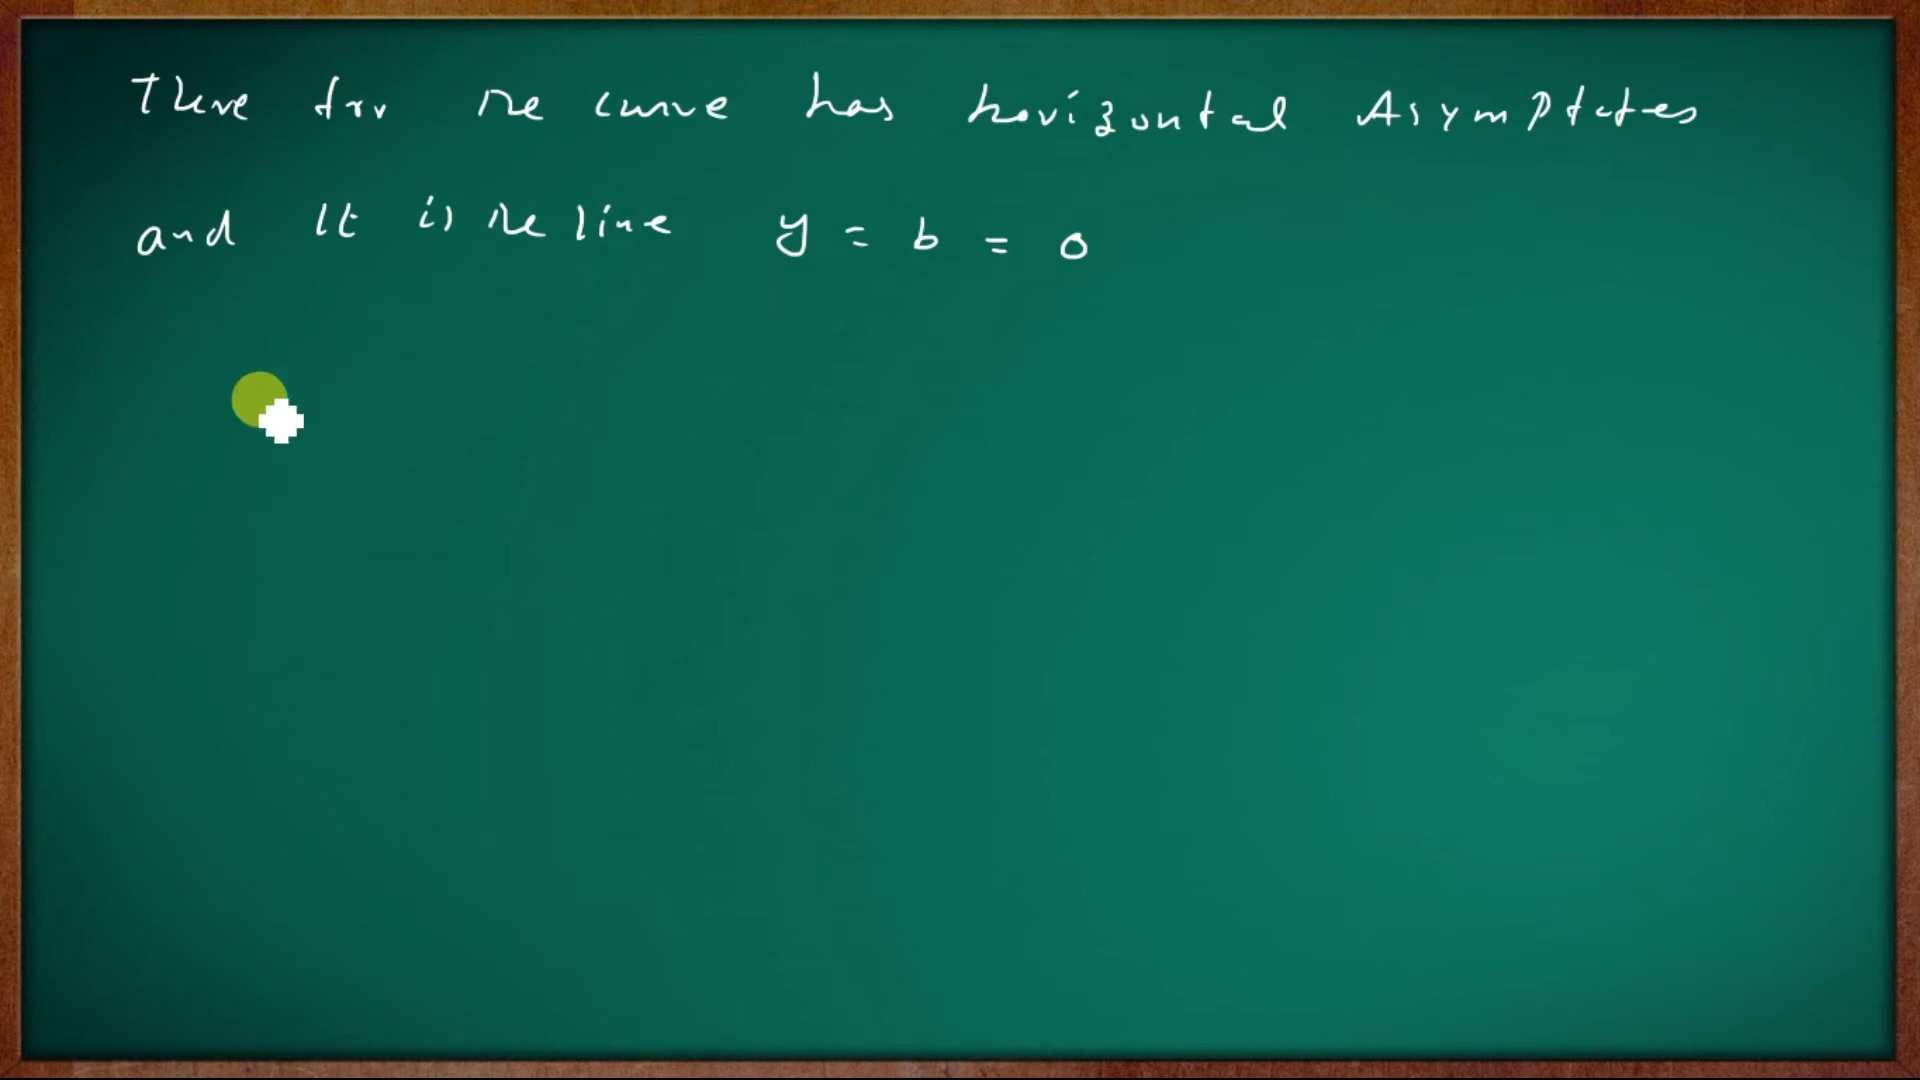 There for the curve has horizontal Asymptotes
and It is the line y = b = 0